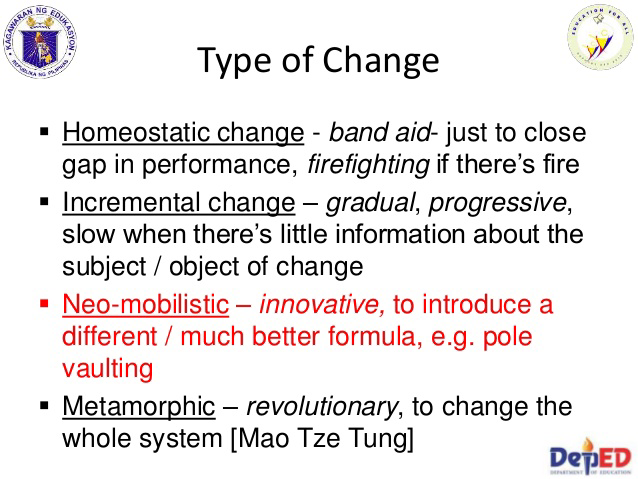 KAGAWARAN NG EDUKASYON
REPUBLIKA NG PILIPINAS
EDUCATION FOR ALL
Type of Change
▪ Homeostatic change - band aid- just to close
gap in performance, firefighting if there’s fire
▪ Incremental change – gradual, progressive,
slow when there’s little information about the
subject / object of change
▪ Neo-mobilistic – innovative, to introduce a
different / much better formula, e.g. pole
vaulting
▪ Metamorphic – revolutionary, to change the
whole system [Mao Tze Tung]
DepED
DEPARTMENT OF EDUCATION